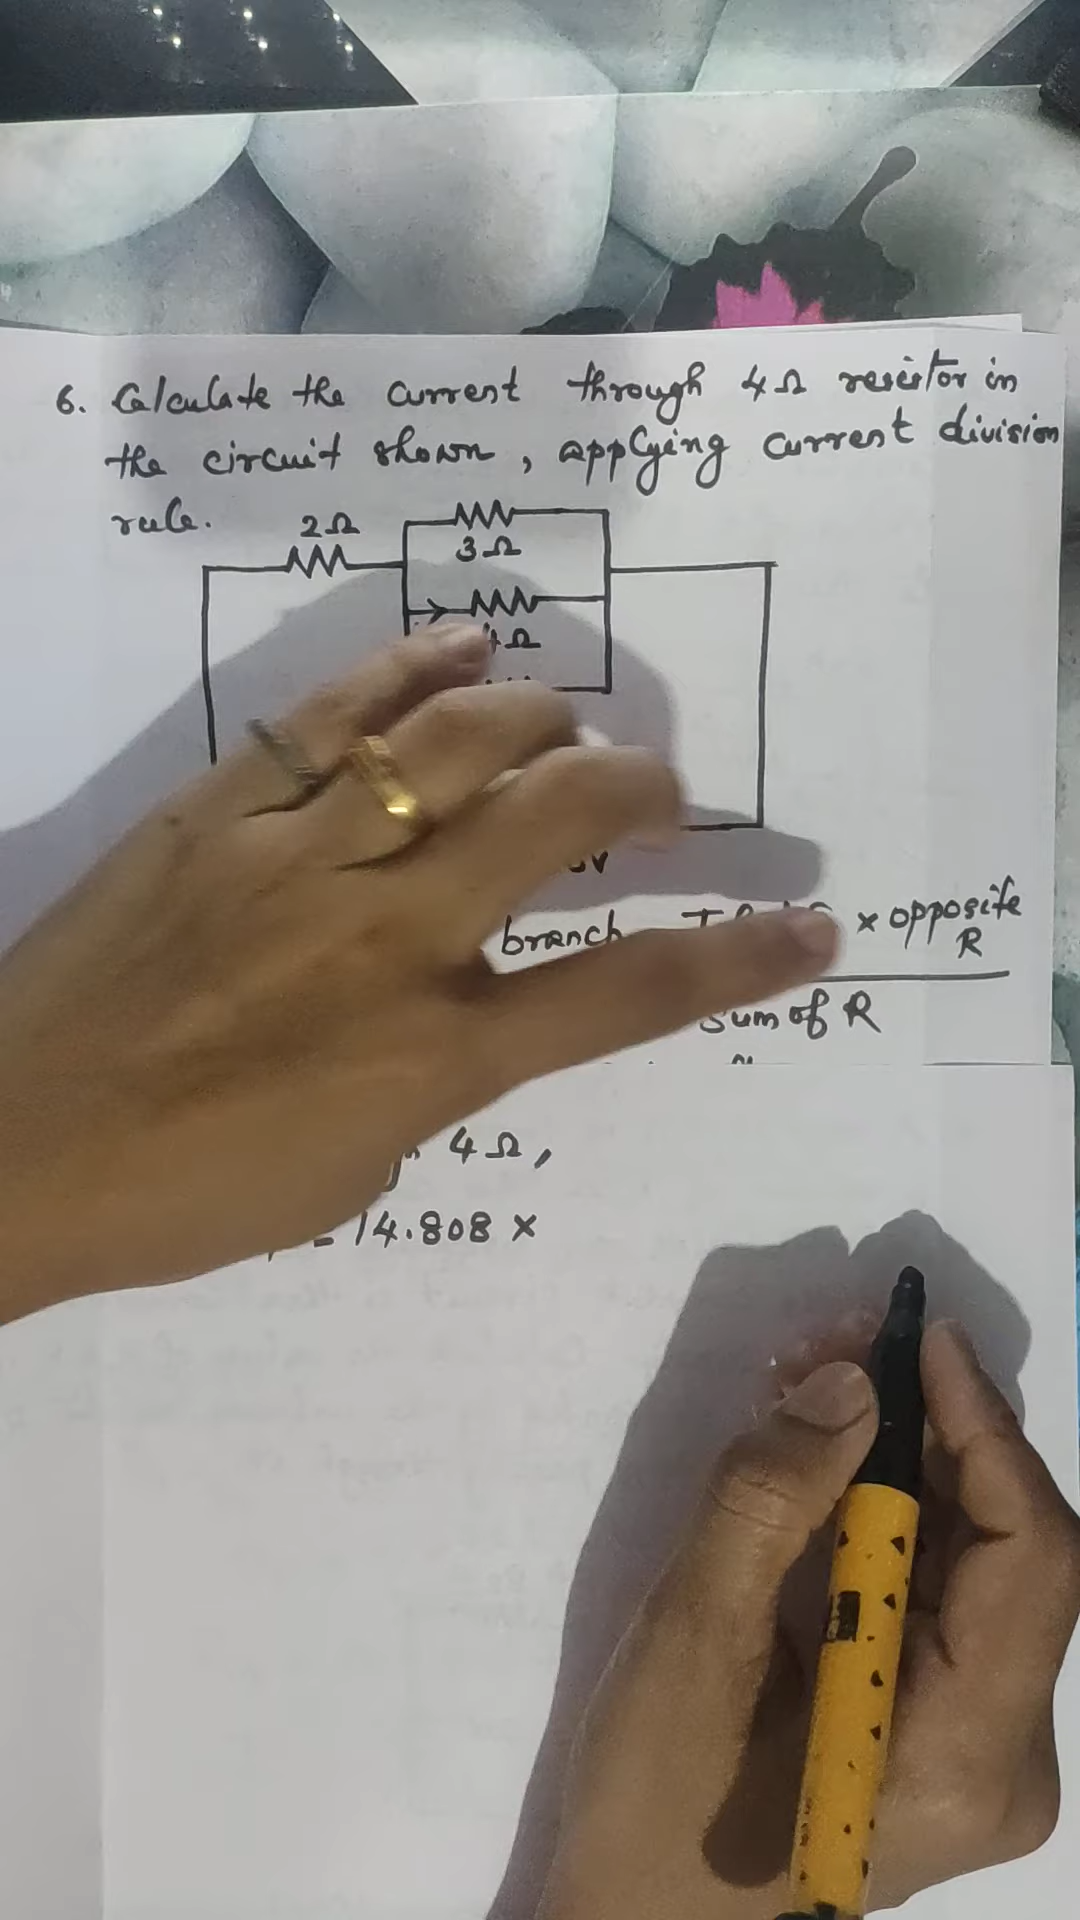 6. Calculate the current through 4Ω resistor in
the circuit shown, applying current division
rule.
2Ω
3Ω
4Ω
V
branch × opposite
R
sum of R
4Ω,
= 14.808 ×